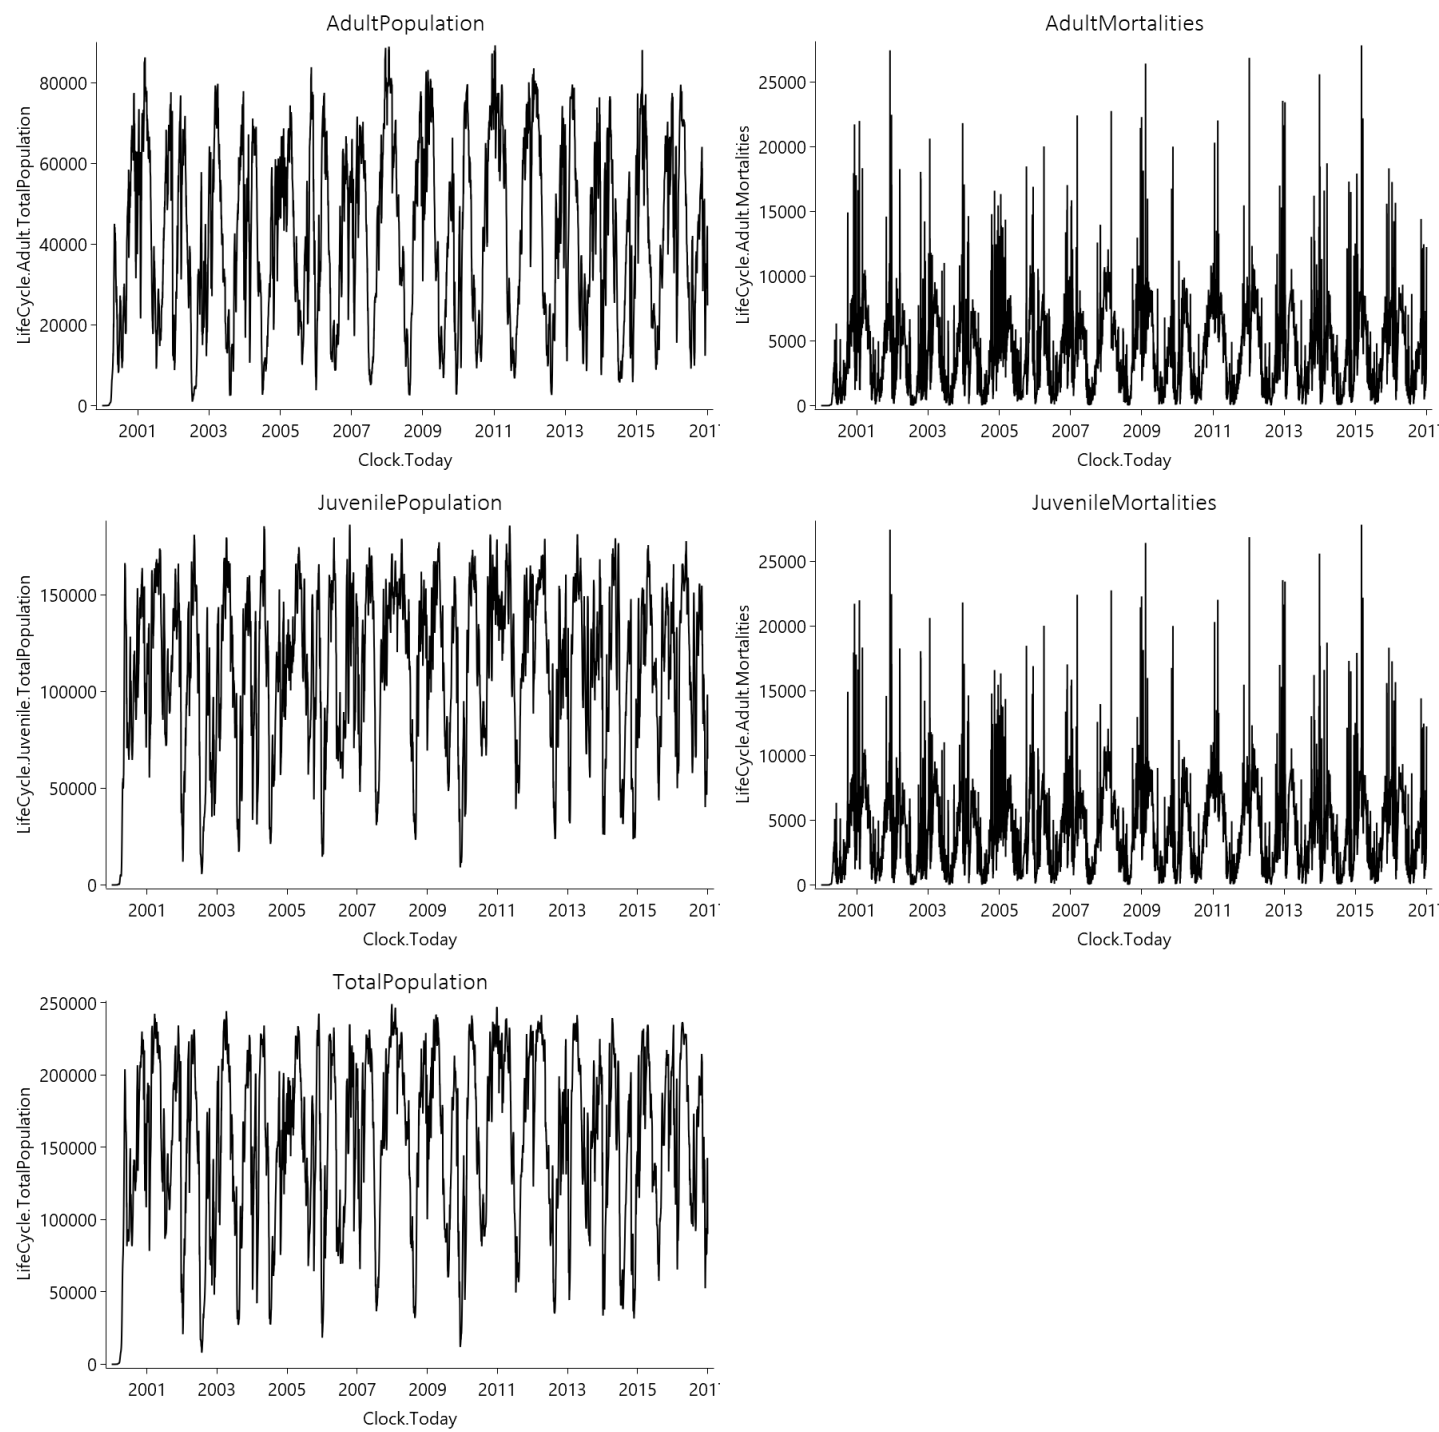 AdultPopulation
LifeCycle.Adult.TotalPopulation
80000
60000
40000
20000
0
2001 2003 2005 2007 2009 2011 2013 2015 201
Clock.Today
AdultMortalities
LifeCycle.Adult.Mortalities
25000
20000
15000
10000
5000
0
2001 2003 2005 2007 2009 2011 2013 2015 201
Clock.Today
JuvenilePopulation
LifeCycle.Juvenile.TotalPopulation
150000
100000
50000
0
2001 2003 2005 2007 2009 2011 2013 2015 201
Clock.Today
JuvenileMortalities
LifeCycle.Adult.Mortalities
25000
20000
15000
10000
5000
0
2001 2003 2005 2007 2009 2011 2013 2015 201
Clock.Today
TotalPopulation
LifeCycle.TotalPopulation
250000
200000
150000
100000
50000
0
2001 2003 2005 2007 2009 2011 2013 2015 201
Clock.Today